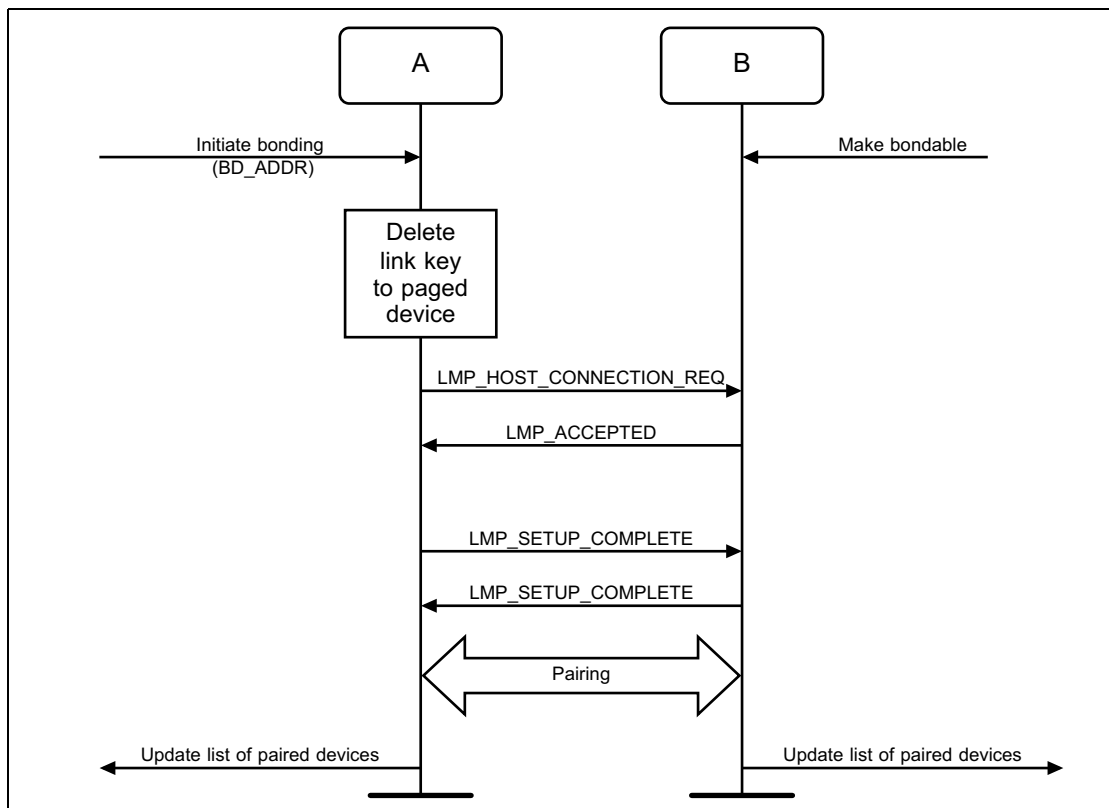 A
B
Initiate bonding
(BD_ADDR)
Make bondable
Delete
link key
to paged
device
LMP_HOST_CONNECTION_REQ
LMP_ACCEPTED
LMP_SETUP_COMPLETE
LMP_SETUP_COMPLETE
Pairing
Update list of paired devices
Update list of paired devices